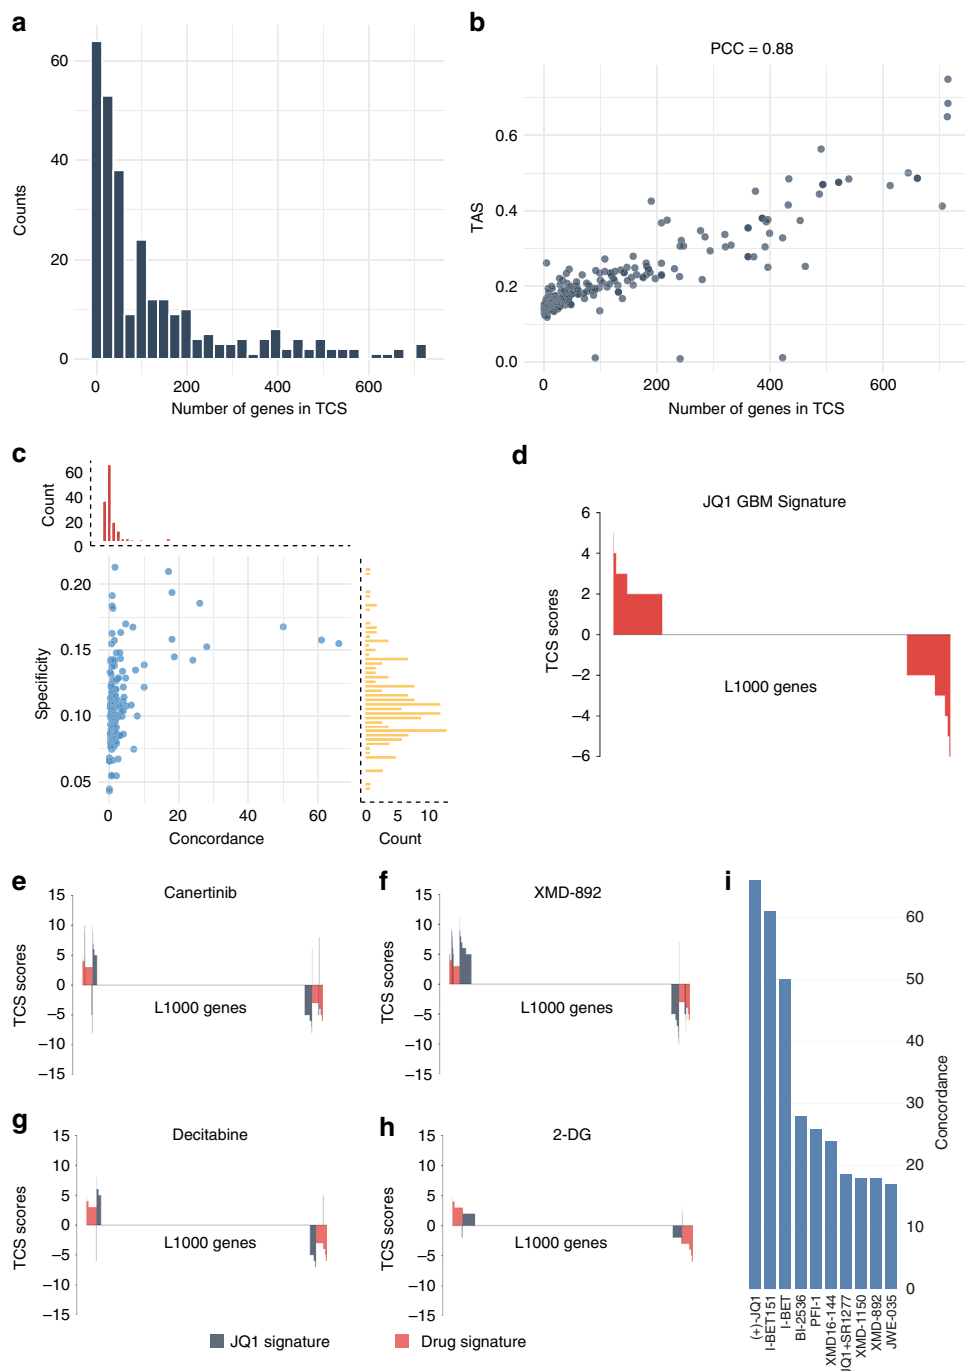 a
60
40
20
0
Counts
0
200
400
600
Number of genes in TCS
b
PCC = 0.88
0.6
0.4
0.2
0.0
TAS
0
200
400
600
Number of genes in TCS
c
60
40
20
0
Count
0.20
0.15
0.10
0.05
Specificity
0
20
40
60
Concordance
0
5
10
Count
d
JQ1 GBM Signature
6
4
2
0
−2
−4
−6
TCS scores
L1000 genes
e
Canertinib
15
10
5
0
−5
−10
−15
TCS scores
L1000 genes
f
XMD-892
15
10
5
0
−5
−10
−15
TCS scores
L1000 genes
g
Decitabine
15
10
5
0
−5
−10
−15
TCS scores
L1000 genes
h
2-DG
15
10
5
0
−5
−10
−15
TCS scores
L1000 genes
JQ1 signature
Drug signature
i
60
50
40
30
20
10
0
Concordance
(+)-JQ1
I-BET151
I-BET
BI-2536
PFI-1
XMD16-144
JQ1+SR1277
XMD-1150
XMD-892
JWE-035